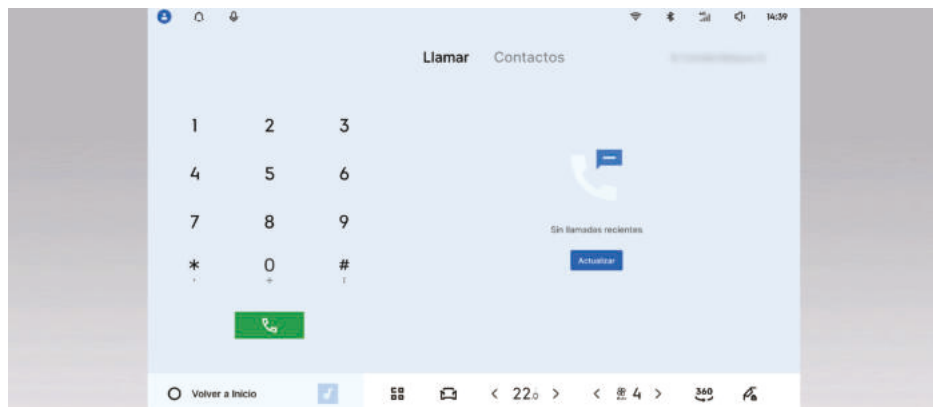 14:39
Llamar Contactos
1 2 3
4 5 6
7 8 9
* 0 #
+
Sin llamadas recientes
Actualizar
Volver a Inicio
< 22.0 >
< 4 >
360